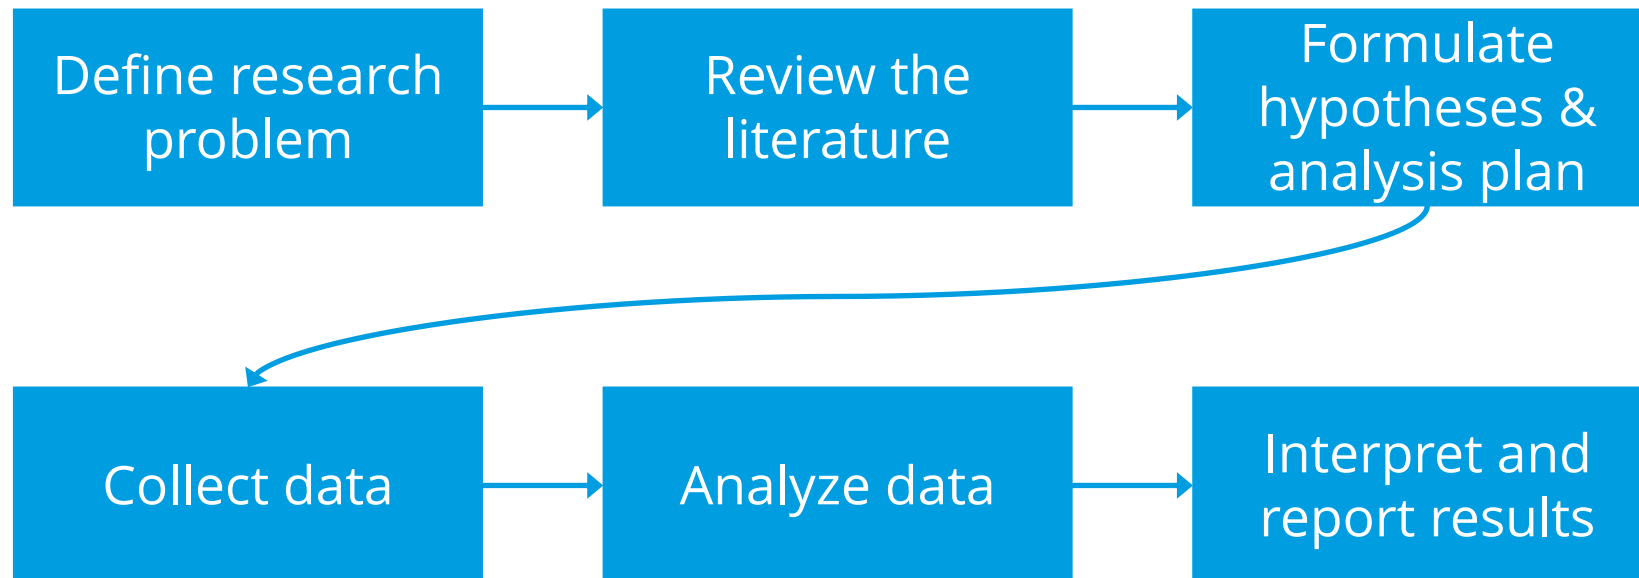 Define research
problem
Review the
literature
Formulate
hypotheses &
analysis plan
Collect data
Analyze data
Interpret and
report results